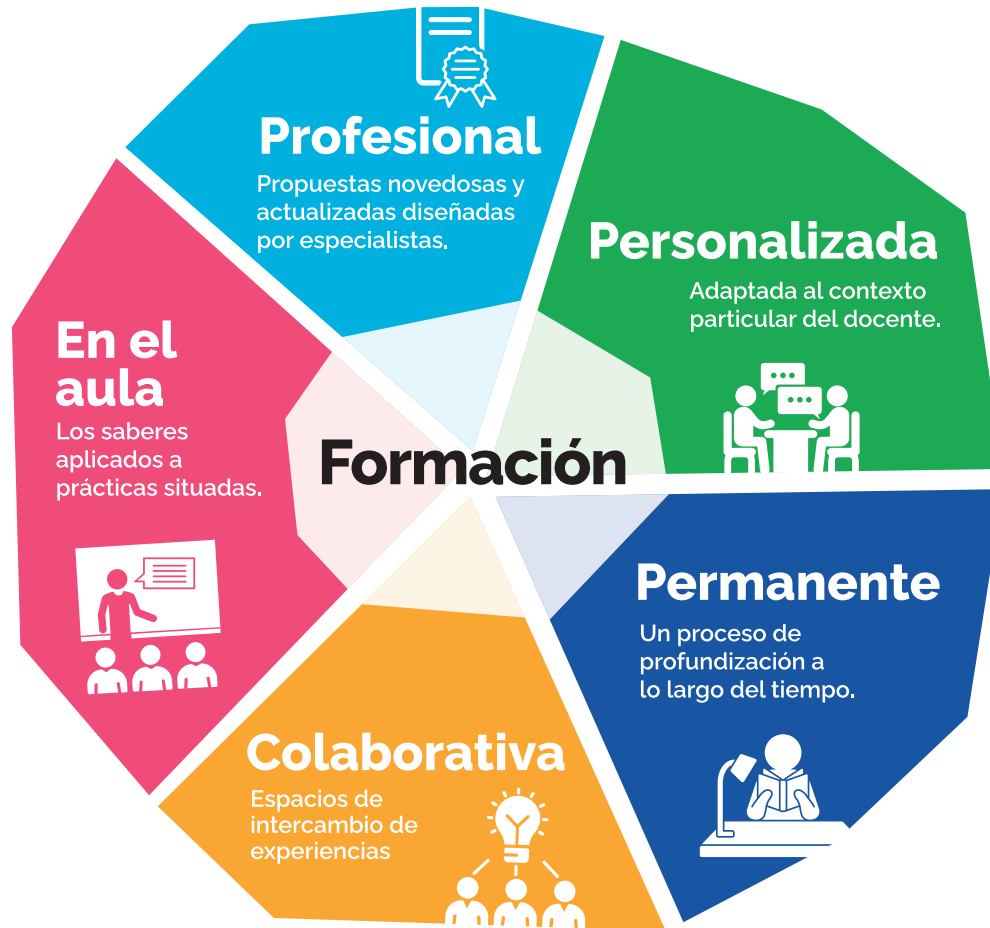 Profesional
Propuestas novedosas y
actualizadas diseñadas
por especialistas.
Personalizada
Adaptada al contexto
particular del docente.
En el
aula
Los saberes
aplicados a
prácticas situadas.
Formación
Permanente
Un proceso de
profundización a
lo largo del tiempo.
Colaborativa
Espacios de
intercambio de
experiencias